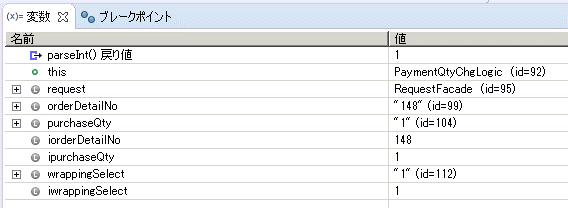 (x)= 変数 ブレークポイント
名前 値
parseInt() 戻り値 1
this PaymentQtyChgLogic (id=92)
request RequestFacade (id=95)
orderDetailNo "148" (id=99)
purchaseQty "1" (id=104)
iorderDetailNo 148
ipurchaseQty 1
wrappingSelect "1" (id=112)
iwrappingSelect 1